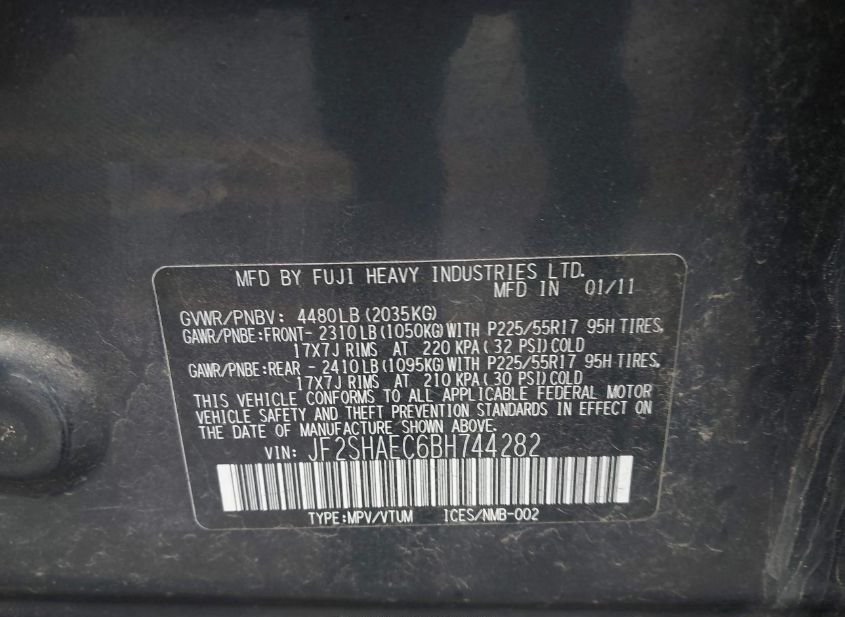 MFD BY FUJI HEAVY INDUSTRIES LTD.
MFD IN 01/11
GVWR/PNBV: 4480LB(2035KG)
GAWR/PNBE:FRONT- 2310LB(1050KG)WITH P225/55R17 95H TIRES,
17X7J RIMS AT 220 KPA(32 PSI)COLD
GAWR/PNBE:REAR - 2410LB(1095KG)WITH P225/55R17 95H TIRES,
17X7J RIMS AT 210 KPA(30 PSI)COLD
THIS VEHICLE CONFORMS TO ALL APPLICABLE FEDERAL MOTOR
VEHICLE SAFETY AND THEFT PREVENTION STANDARDS IN EFFECT ON
THE DATE OF MANUFACTURE SHOWN ABOVE.
VIN: JF2SHAEC6BH744282
TYPE:MPV/VTUM ICES/NMB-002